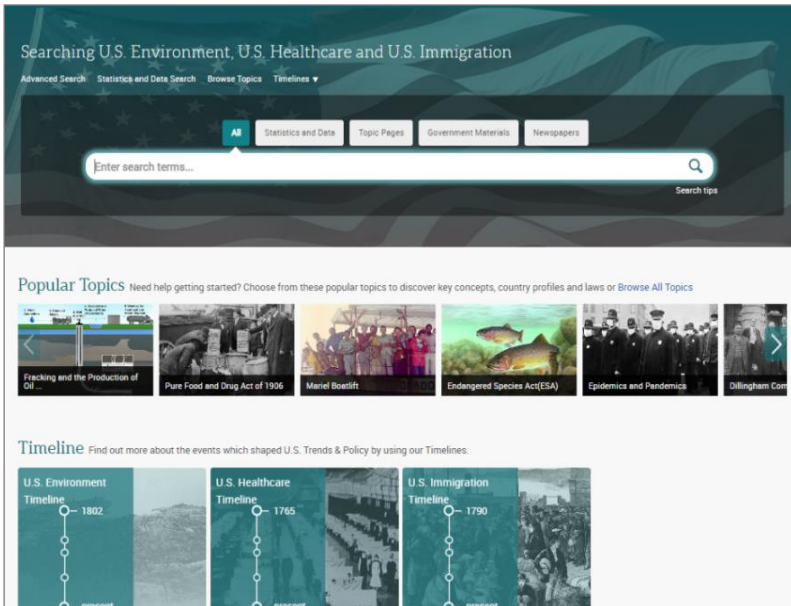 Searching U.S. Environment, U.S. Healthcare and U.S. Immigration
Advanced Search Statistics and Data Search Browse Topics Timelines ▼
All Statistics and Data Topic Pages Government Materials Newspapers
Enter search terms...
Search tips
Popular Topics Need help getting started? Choose from these popular topics to discover key concepts, country profiles and laws or Browse All Topics
Fracking and the Production of
Oil ...
Pure Food and Drug Act of 1906
Mariel Boatlift
Endangered Species Act(ESA)
Epidemics and Pandemics
Dillingham Com
Timeline Find out more about the events which shaped U.S. Trends & Policy by using our Timelines.
U.S. Environment
Timeline
1802
present
U.S. Healthcare
Timeline
1765
present
U.S. Immigration
Timeline
1790
present